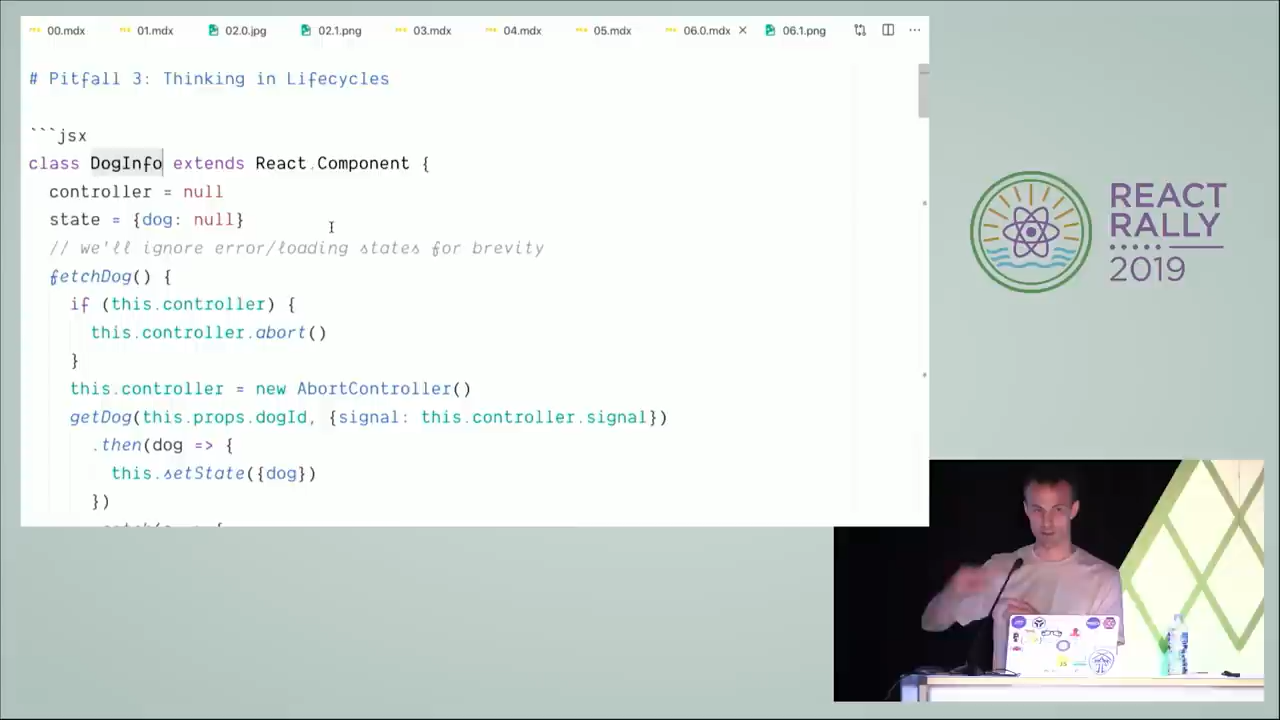 00.mdx 01.mdx 02.0.jpg 02.1.png 03.mdx 04.mdx 05.mdx 06.0.mdx 06.1.png
# Pitfall 3: Thinking in Lifecycles
```jsx
class DogInfo extends React.Component {
controller = null
state = {dog: null}
// we'll ignore error/loading states for brevity
fetchDog() {
if (this.controller) {
this.controller.abort()
}
this.controller = new AbortController()
getDog(this.props.dogId, {signal: this.controller.signal})
.then(dog => {
this.setState({dog})
})
REACT
RALLY
2019